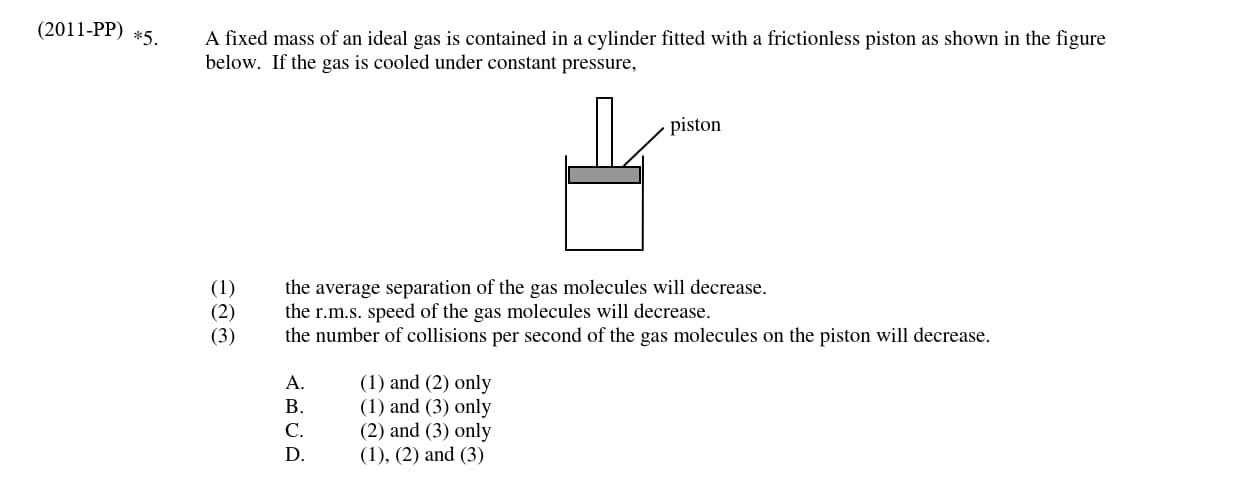 (2011-PP) *5. A fixed mass of an ideal gas is contained in a cylinder fitted with a frictionless piston as shown in the figure
below. If the gas is cooled under constant pressure,
piston
(1) the average separation of the gas molecules will decrease.
(2) the r.m.s. speed of the gas molecules will decrease.
(3) the number of collisions per second of the gas molecules on the piston will decrease.
A. (1) and (2) only
B. (1) and (3) only
C. (2) and (3) only
D. (1), (2) and (3)